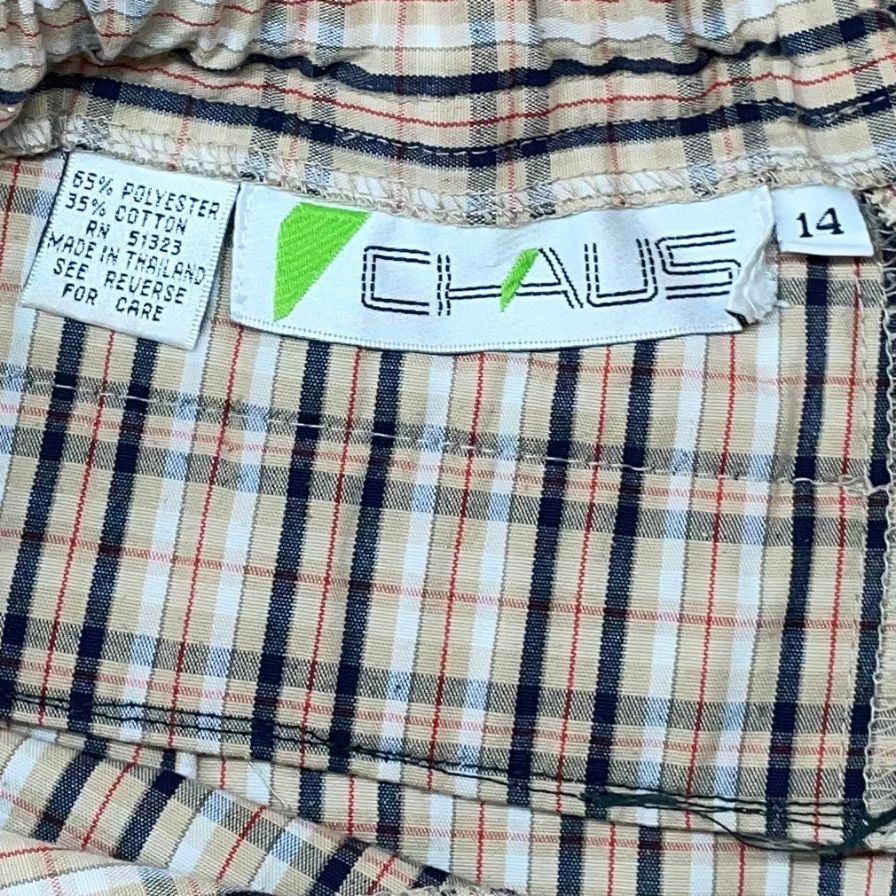 65% POLYESTER
35% COTTON
RN 51323
MADE IN THAILAND
SEE REVERSE
FOR CARE
CHAUS
14